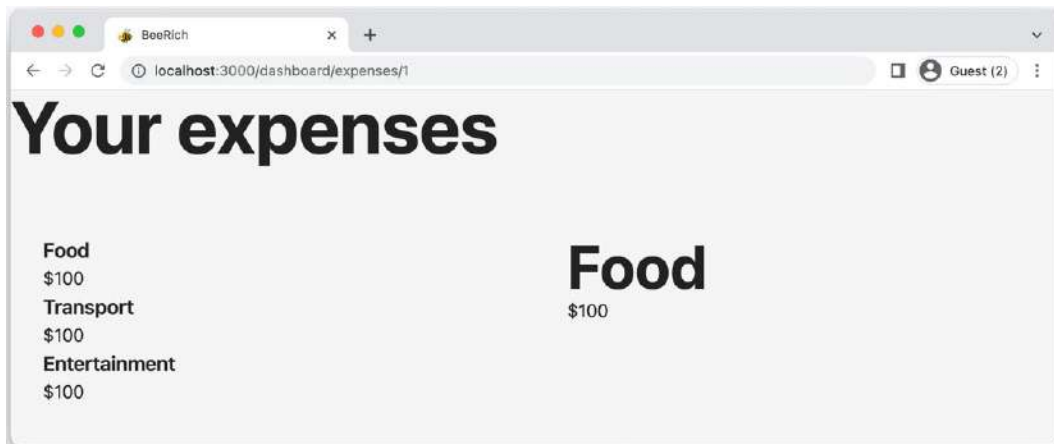 BeeRich
localhost:3000/dashboard/expenses/1
Guest (2)
Your expenses
Food
$100
Transport
$100
Entertainment
$100
Food
$100